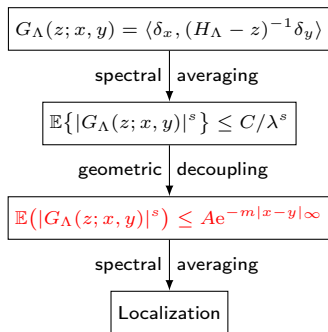 G_Λ(z; x, y) = ⟨δ_x, (H_Λ − z)^{−1} δ_y⟩
spectral averaging
𝔼{|G_Λ(z; x, y)|^s} ≤ C/λ^s
geometric decoupling
𝔼(|G_Λ(z; x, y)|^s) ≤ Ae^{−m|x−y|_∞}
spectral averaging
Localization